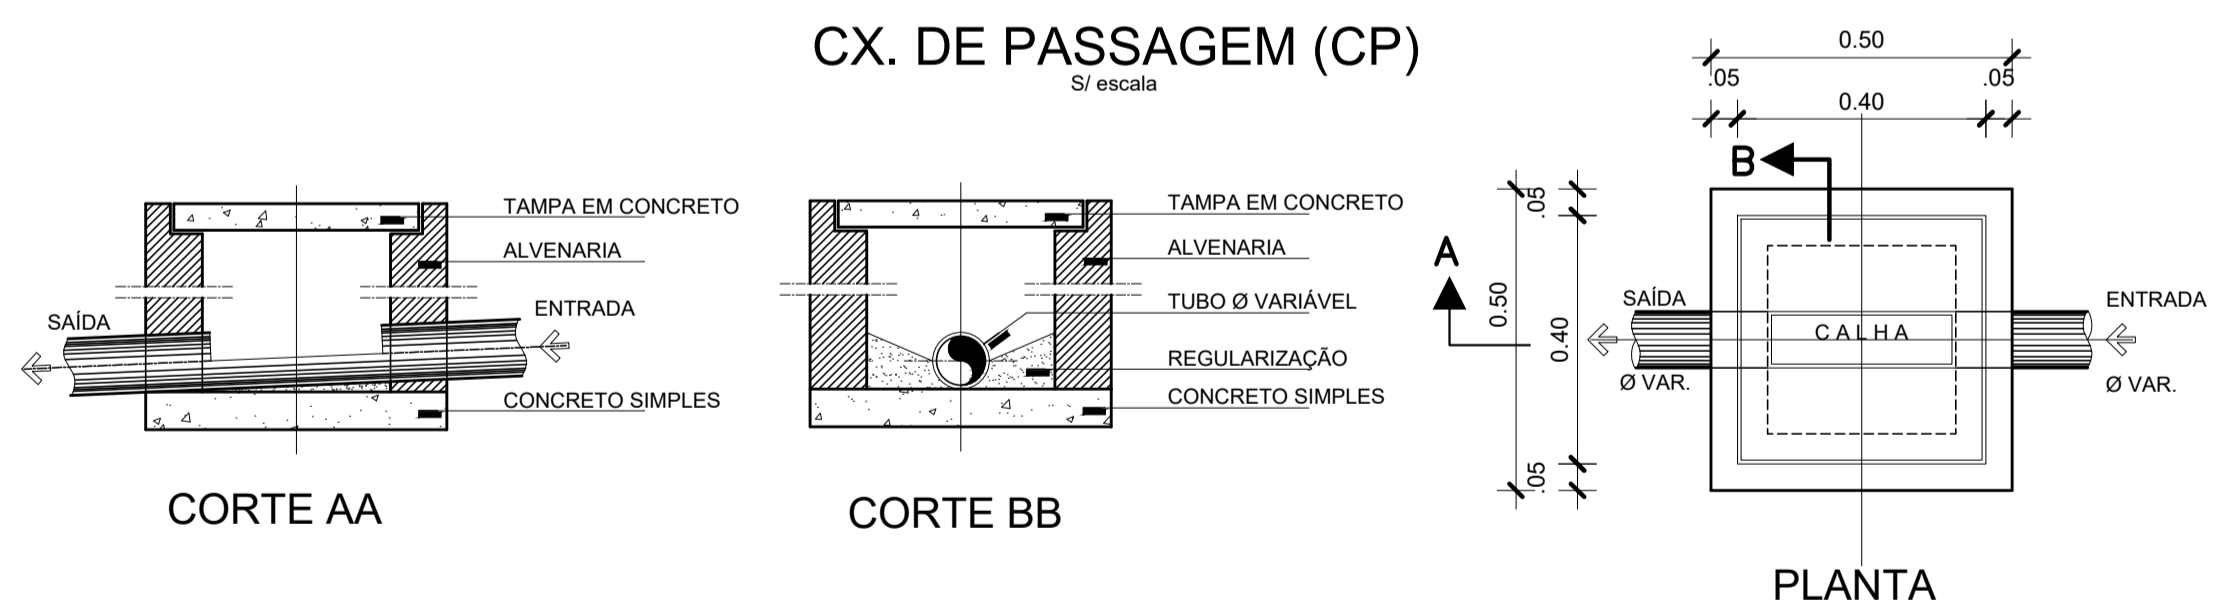 CX. DE PASSAGEM (CP)
S/ escala
TAMPA EM CONCRETO
ALVENARIA
ENTRADA
SAÍDA
CONCRETO SIMPLES
CORTE AA
TAMPA EM CONCRETO
ALVENARIA
TUBO Ø VARIÁVEL
REGULARIZAÇÃO
CONCRETO SIMPLES
CORTE BB
0.50
.05
.05
0.40
B
A
.05
0.50
0.40
.05
SAÍDA
ENTRADA
CALHA
Ø VAR.
Ø VAR.
PLANTA